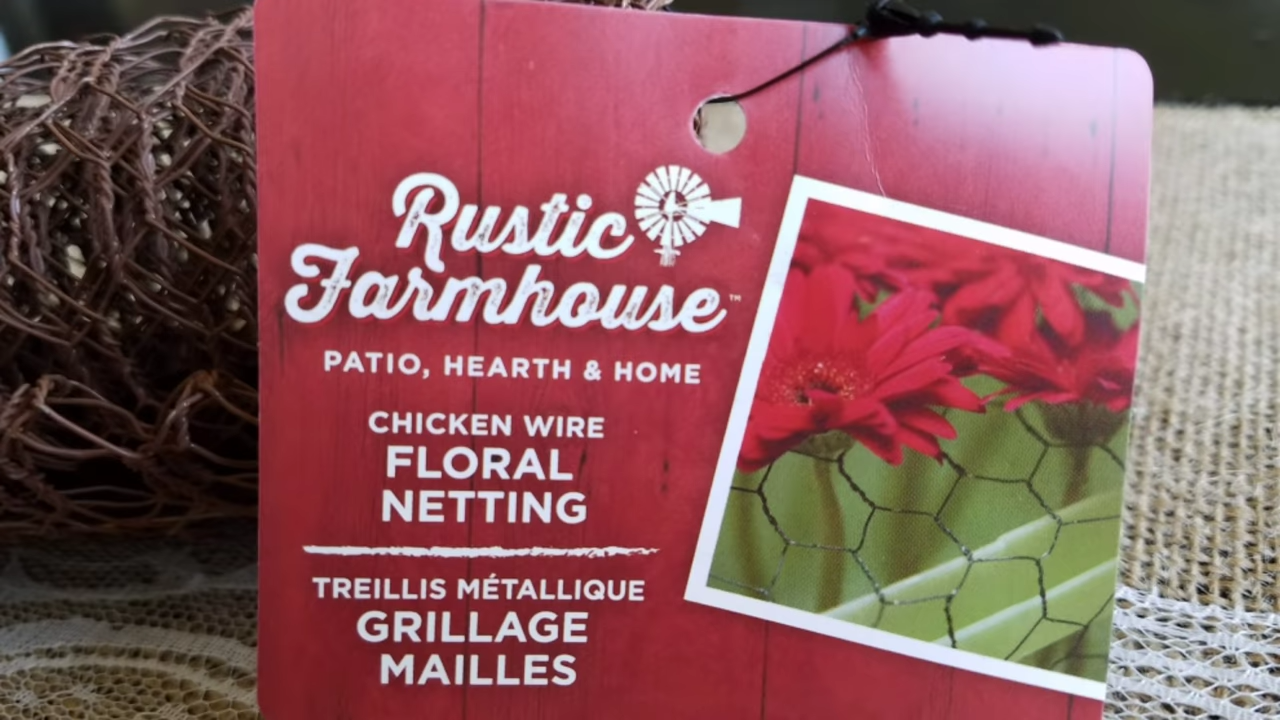 Rustic
Farmhouse™
PATIO, HEARTH & HOME
CHICKEN WIRE
FLORAL
NETTING
TREILLIS MÉTALLIQUE
GRILLAGE
MAILLES